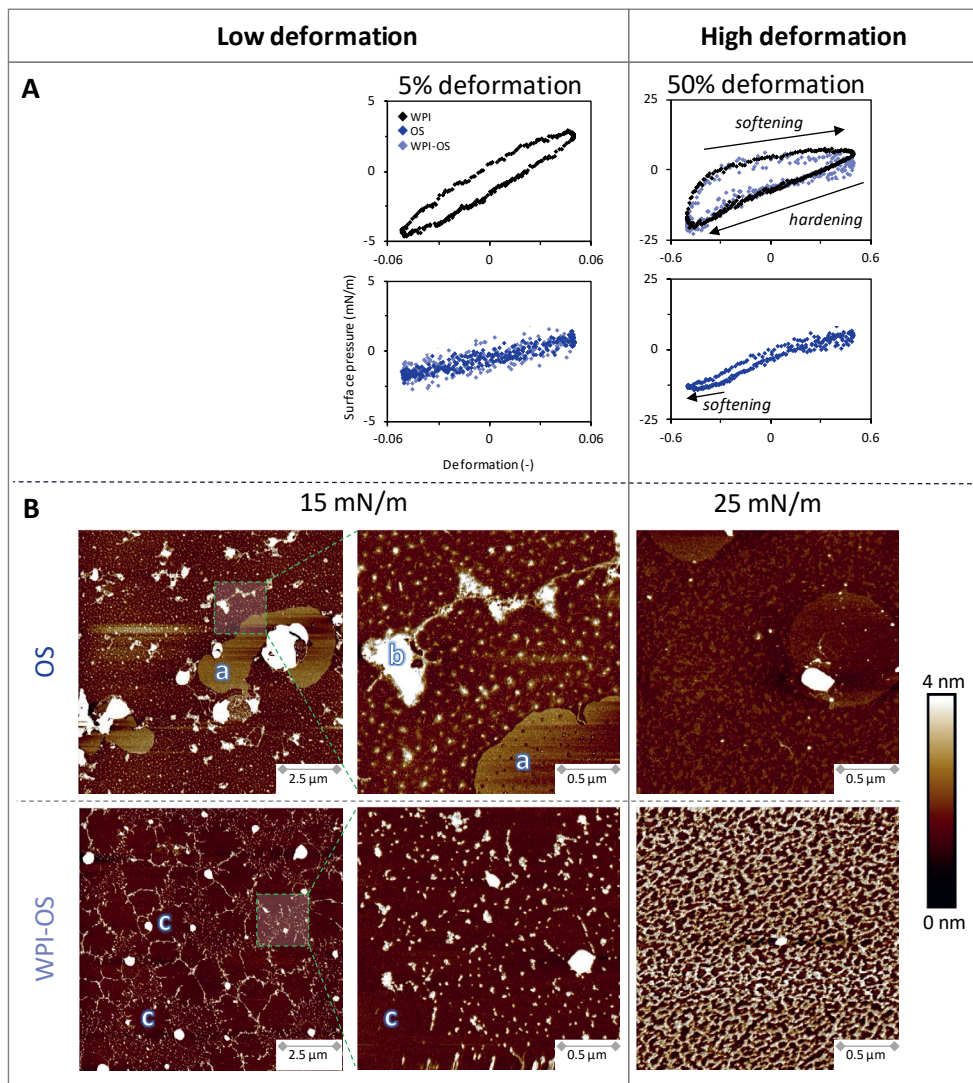 Low deformation
High deformation
A
5% deformation
50% deformation
5
0
-5
-0.06
0
0.06
WPI
OS
WPI-OS
25
0
-25
-0.6
0
0.6
softening
hardening
Surface pressure (mN/m)
5
0
-5
-0.06
0
0.06
Deformation (-)
25
0
-25
-0.6
0
0.6
softening
B
15 mN/m
25 mN/m
OS
a
2.5 µm
b
a
0.5 µm
0.5 µm
4 nm
0 nm
WPI-OS
c
c
2.5 µm
c
0.5 µm
0.5 µm